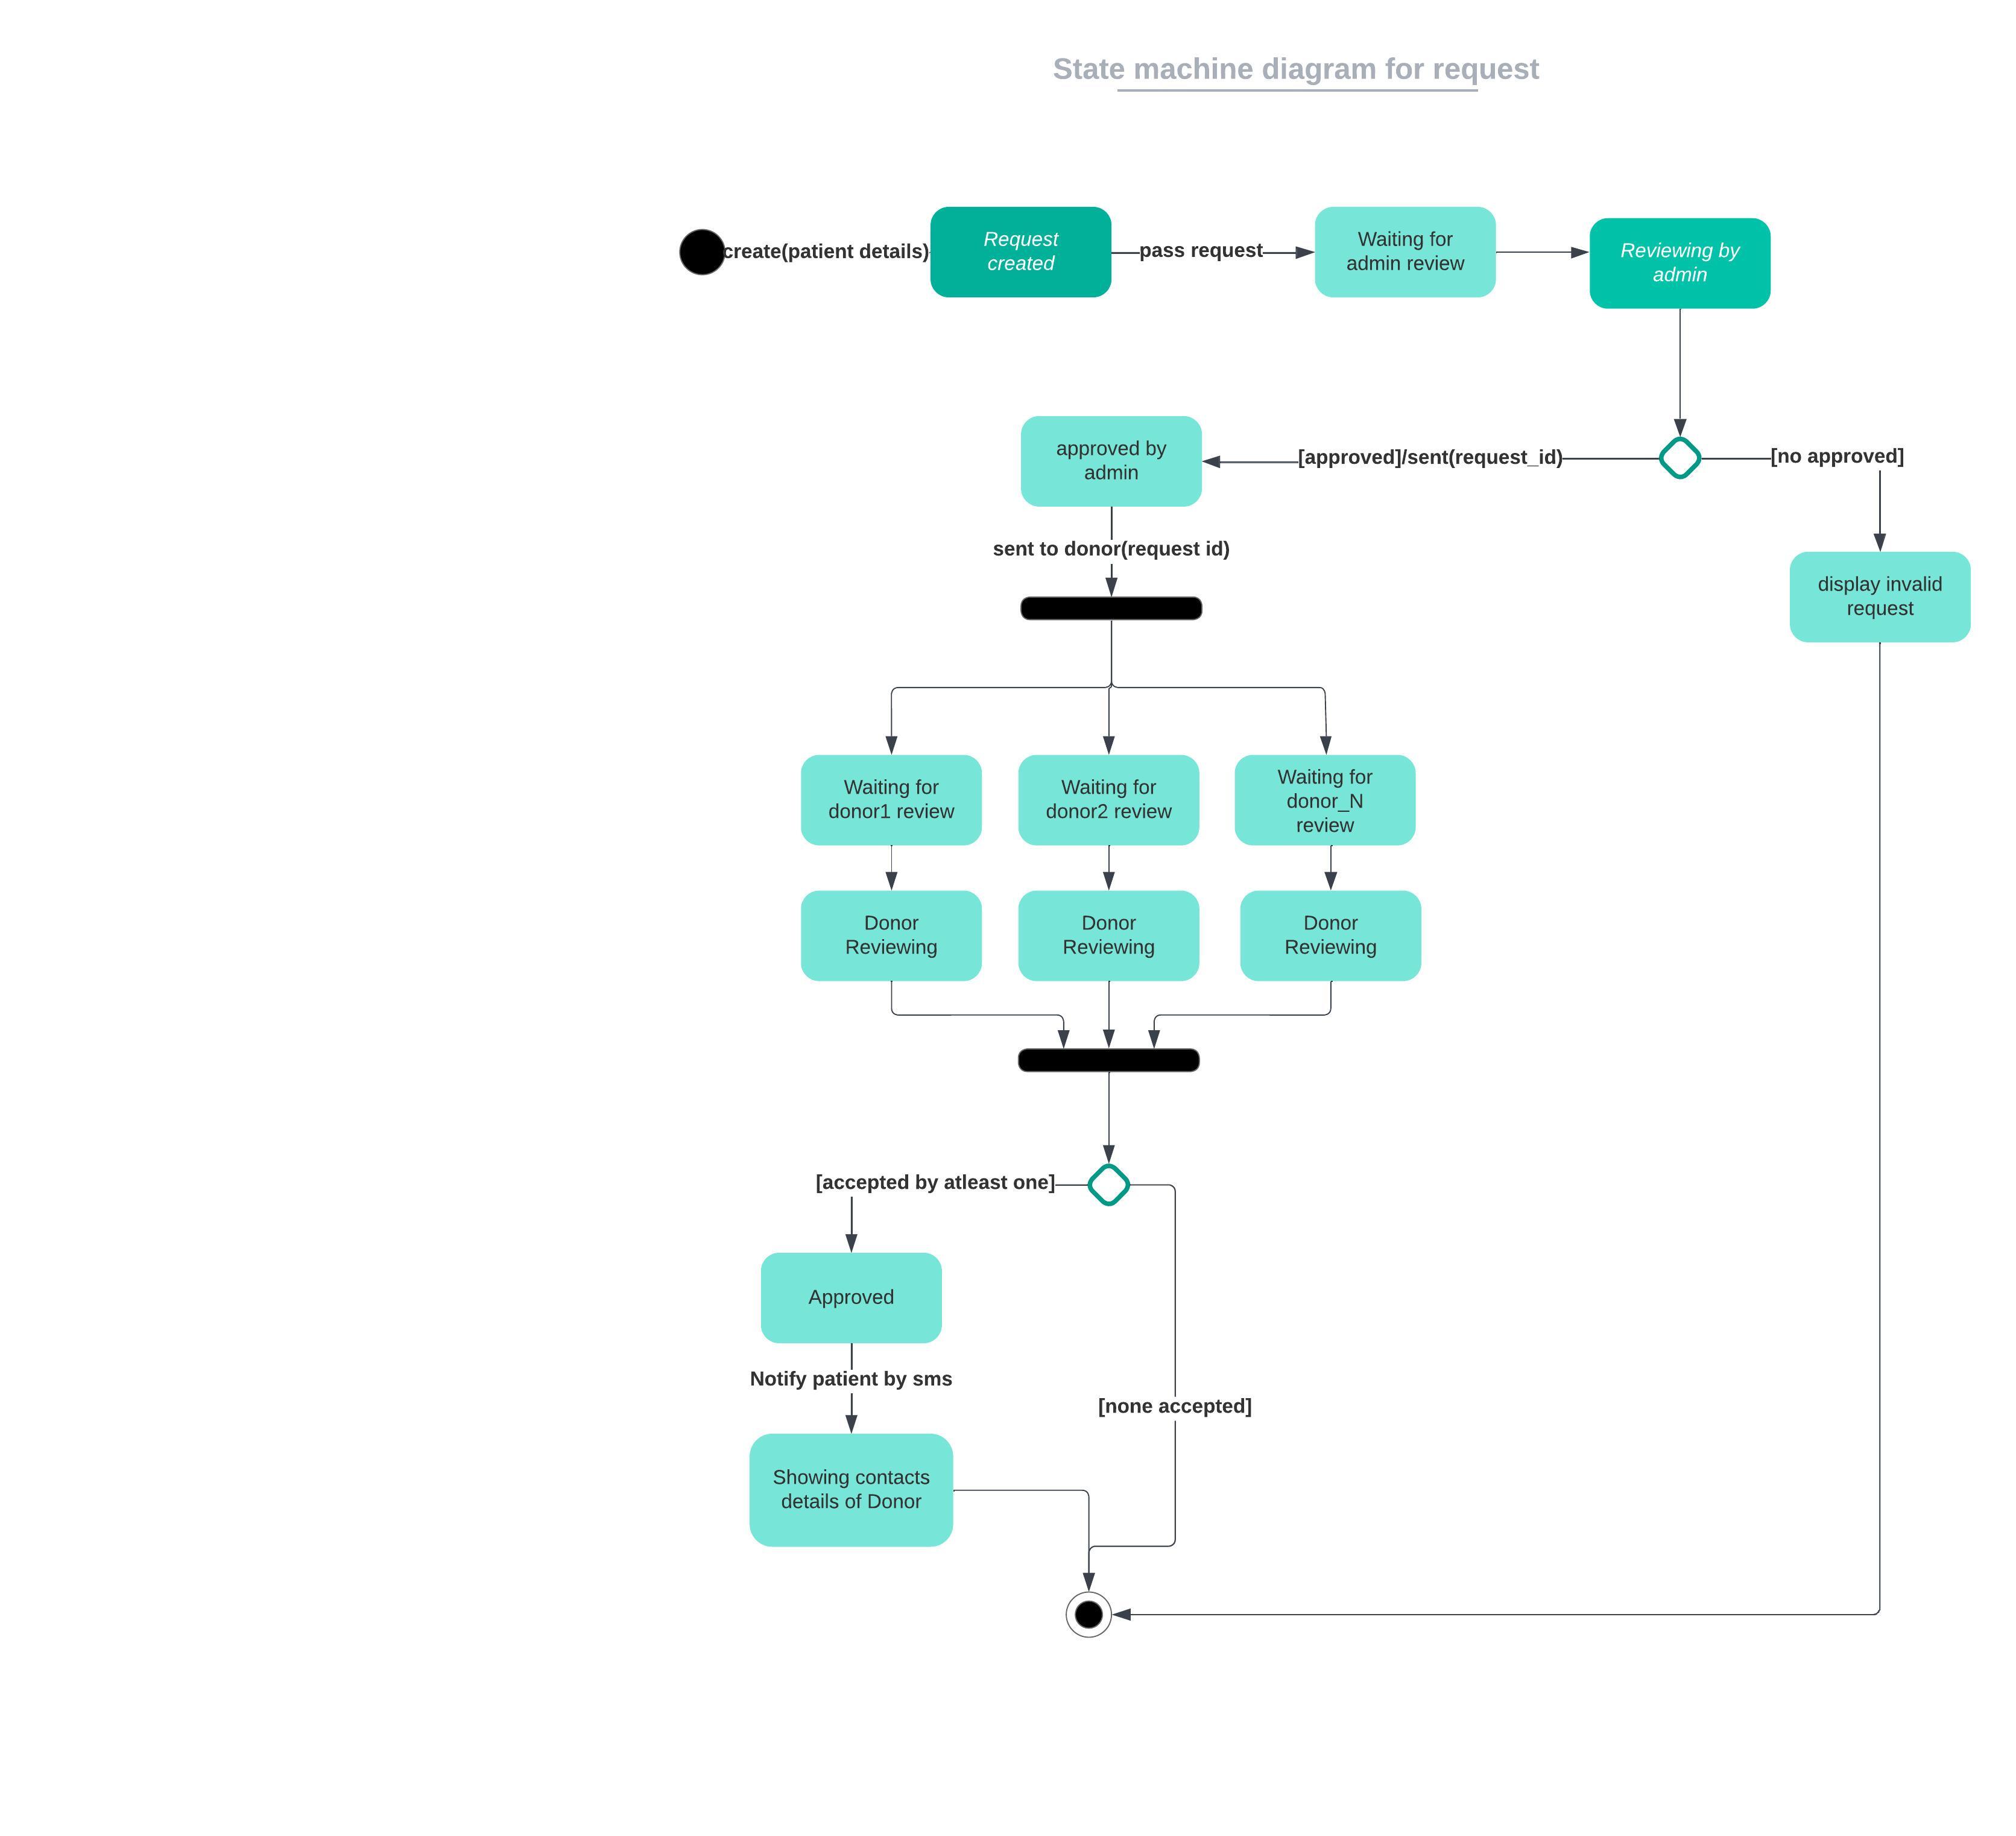 State machine diagram for request
create(patient details)
Request
created
pass request
Waiting for
admin review
Reviewing by
admin
approved by
admin
[approved]/sent(request_id)
[no approved]
sent to donor(request id)
display invalid
request
Waiting for
donor1 review
Waiting for
donor2 review
Waiting for
donor_N
review
Donor
Reviewing
Donor
Reviewing
Donor
Reviewing
[accepted by atleast one]
Approved
Notify patient by sms
[none accepted]
Showing contacts
details of Donor